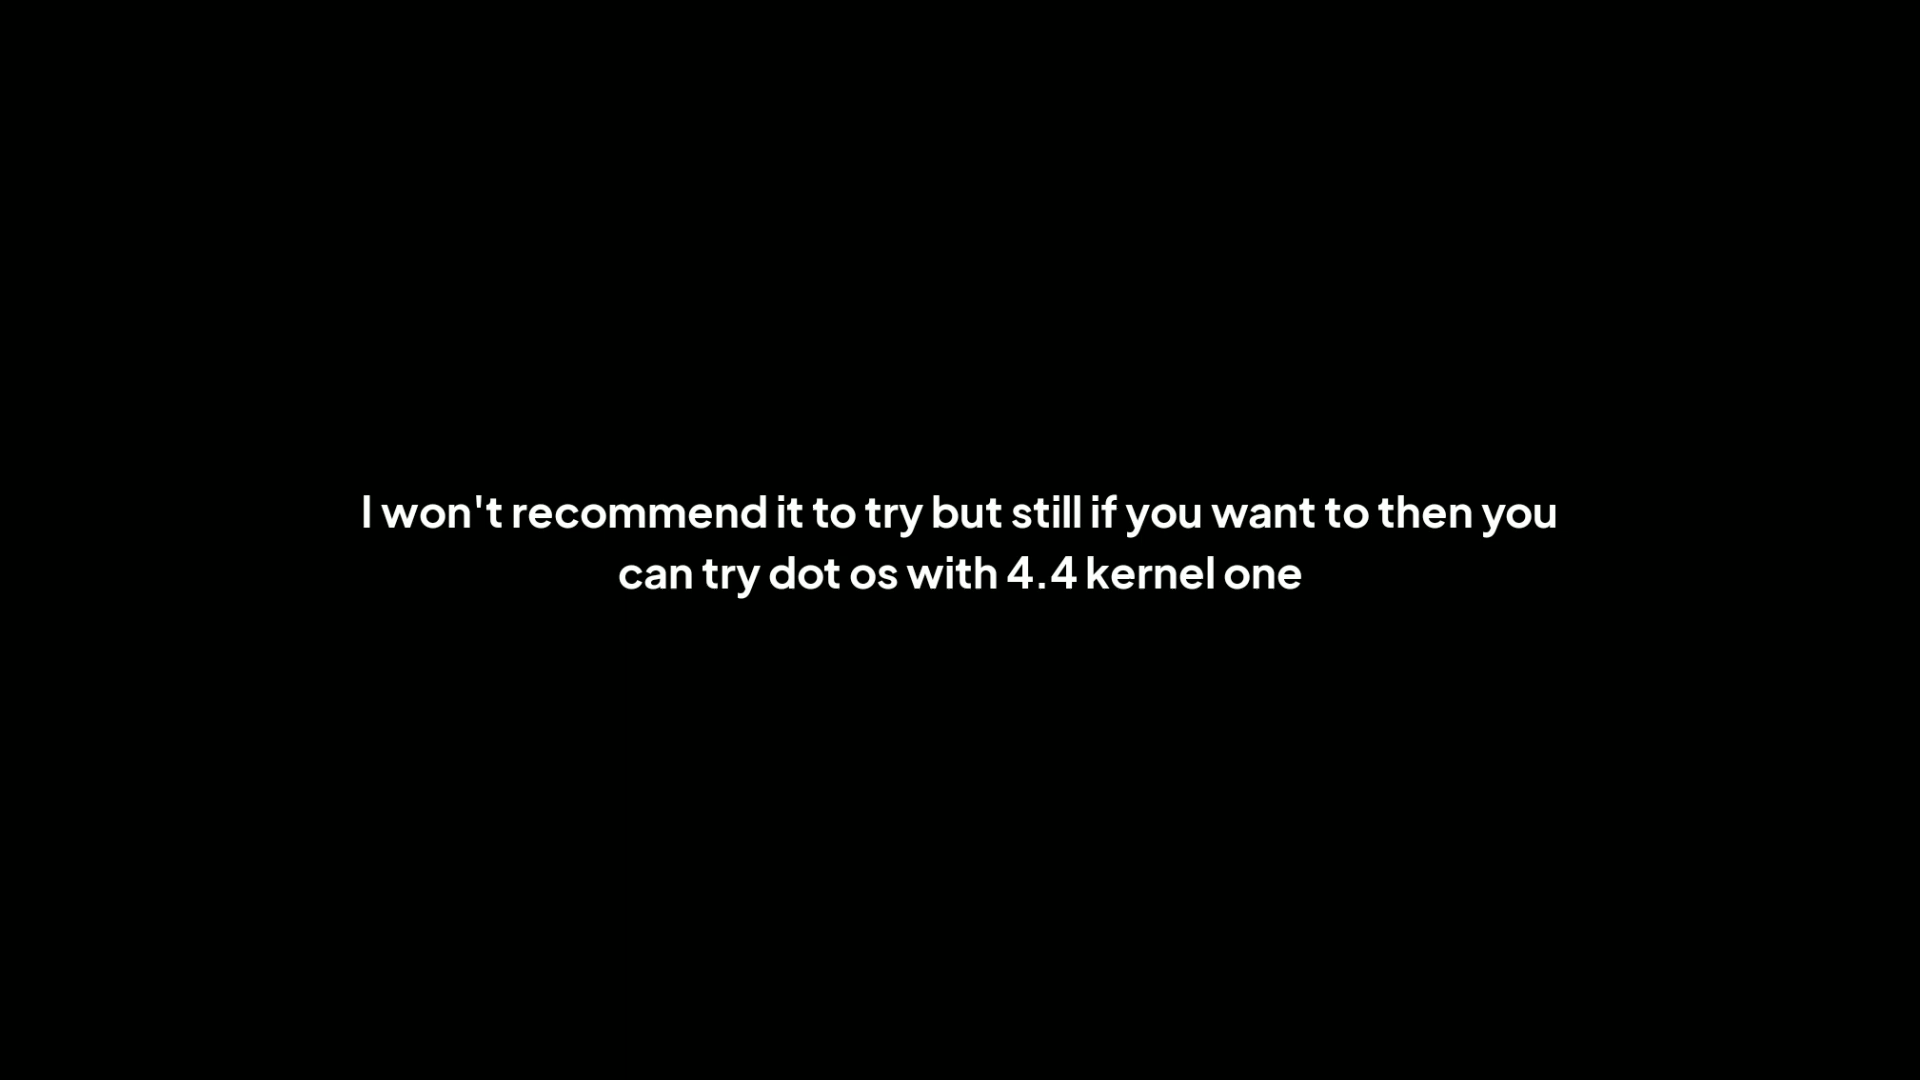 I won't recommend it to try but still if you want to then you
can try dot os with 4.4 kernel one